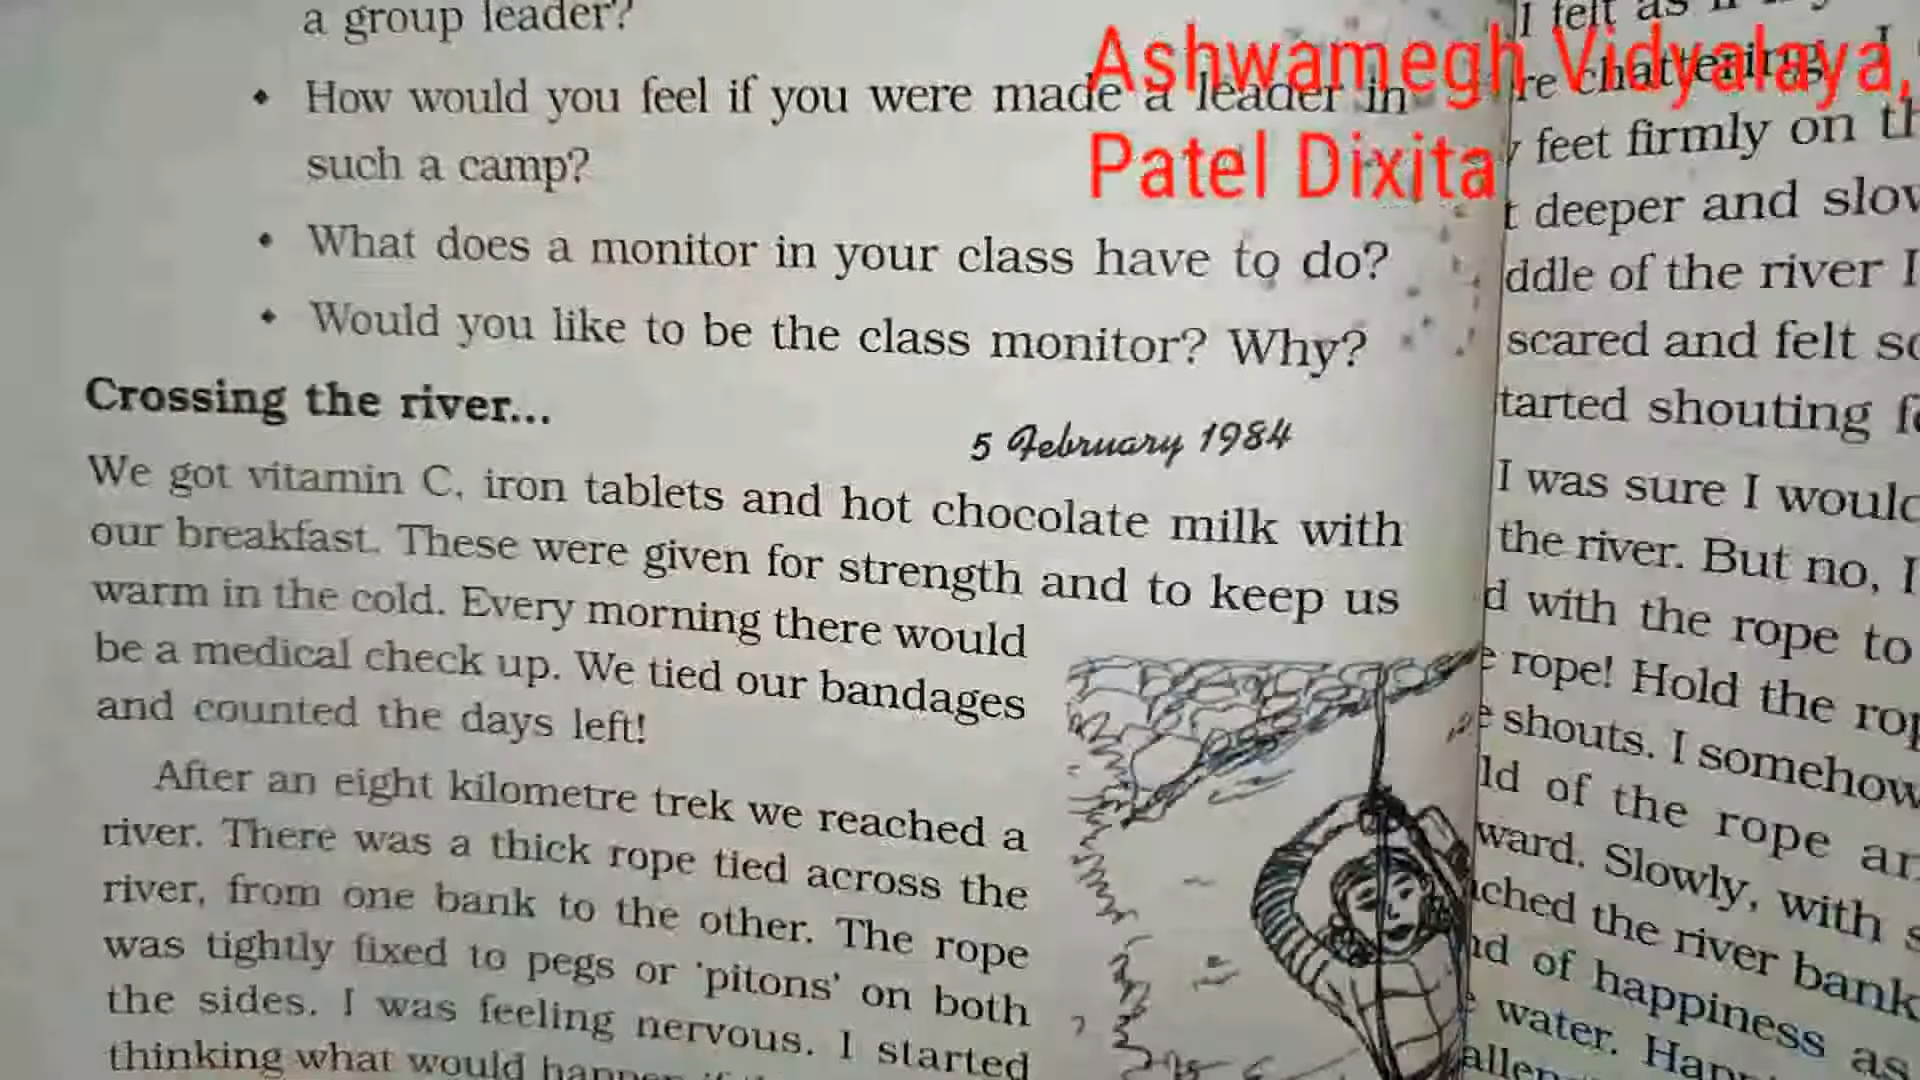 a group leader?
• How would you feel if you were made a leader in
such a camp?
• What does a monitor in your class have to do?
• Would you like to be the class monitor? Why?
Crossing the river...
5 February 1984
We got vitamin C, iron tablets and hot chocolate milk with
our breakfast. These were given for strength and to keep us
warm in the cold. Every morning there would
be a medical check up. We tied our bandages
and counted the days left!
After an eight kilometre trek we reached a
river. There was a thick rope tied across the
river, from one bank to the other. The rope
was tightly fixed to pegs or 'pitons' on both
the sides. I was feeling nervous. I started
thinking what would
Ashwamegh Vidyalaya,
Patel Dixita
I felt as
feet firmly on
deeper and
of the river I
scared and felt
shouting
I was sure I
the river. But no, I
with the rope to
rope! Hold the
shouts. I somehow
of the rope
Slowly, with
the river bank
of happiness as
water.